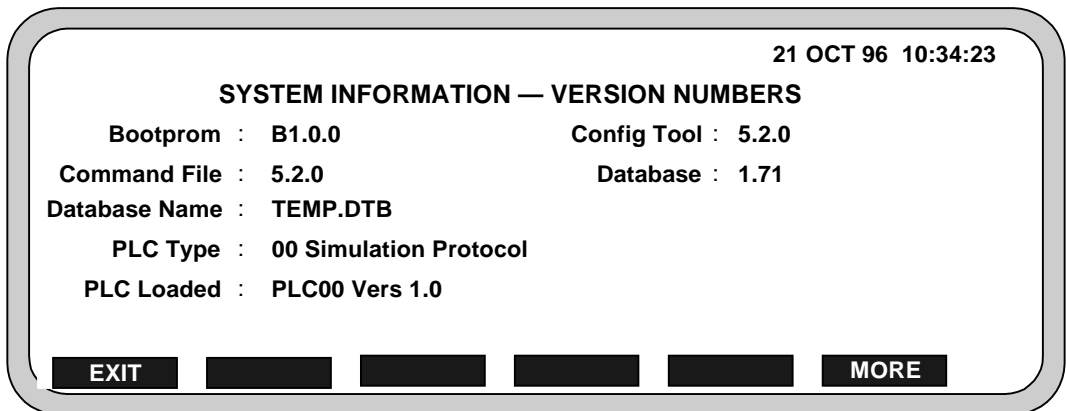 21 OCT 96 10:34:23
SYSTEM INFORMATION — VERSION NUMBERS
Bootprom : B1.0.0 Config Tool : 5.2.0
Command File : 5.2.0 Database : 1.71
Database Name : TEMP.DTB
PLC Type : 00 Simulation Protocol
PLC Loaded : PLC00 Vers 1.0
EXIT MORE